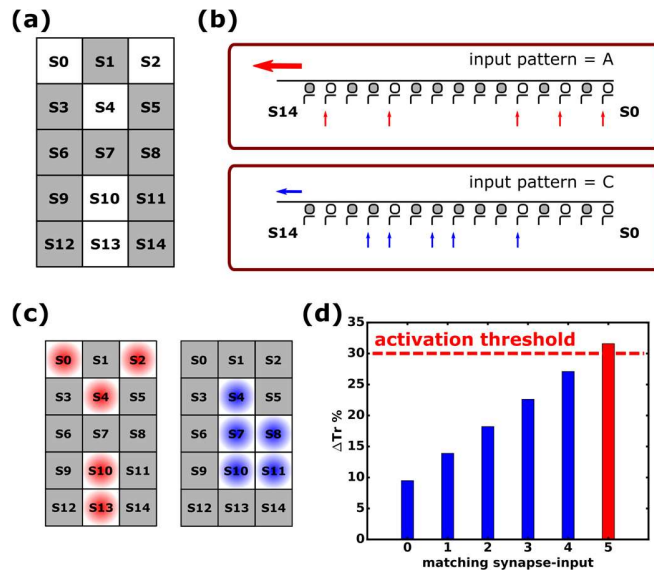 (a)
S0 S1 S2
S3 S4 S5
S6 S7 S8
S9 S10 S11
S12 S13 S14
(b)
input pattern = A
S14 S0
input pattern = C
S14 S0
(c)
S0 S1 S2
S3 S4 S5
S6 S7 S8
S9 S10 S11
S12 S13 S14
S0 S1 S2
S3 S4 S5
S6 S7 S8
S9 S10 S11
S12 S13 S14
(d)
35
30
25
20
15
10
5
0
ΔTr %
activation threshold
0 1 2 3 4 5
matching synapse-input